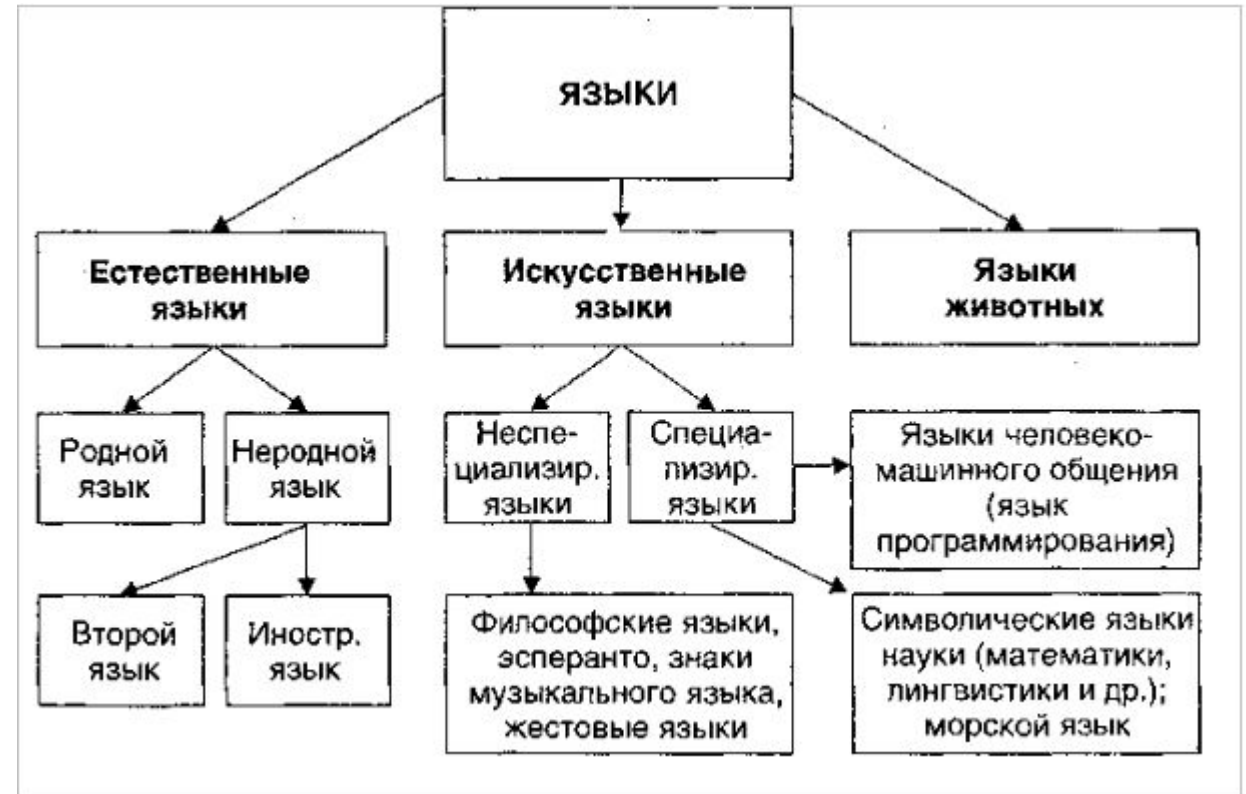 ЯЗЫКИ
Естественные
языки
Искусственные
языки
Языки
животных
Родной
язык
Неродной
язык
Неспе-
циализир.
языки
Специа-
лизир.
языки
Языки человеко-
машинного общения
(язык
программирования)
Второй
язык
Иностр.
язык
Философские языки,
эсперанто, знаки
музыкального языка,
жестовые языки
Символические языки
науки (математики,
лингвистики и др.);
морской язык